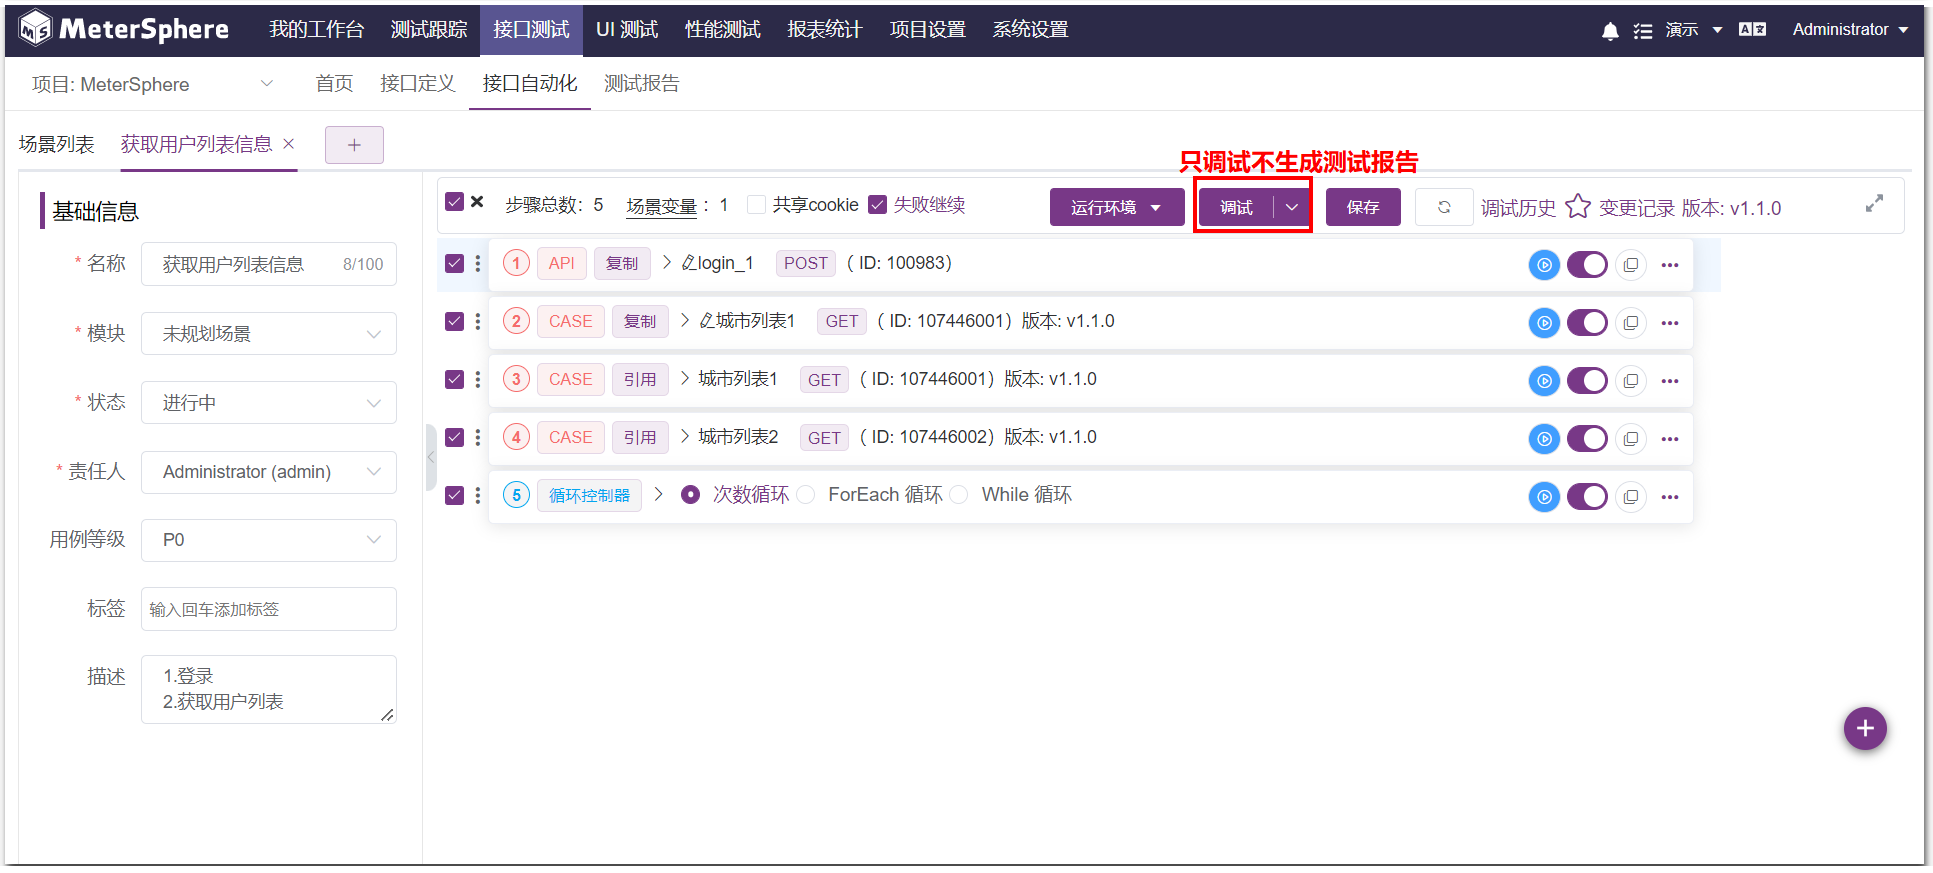 MeterSphere 我的工作台 测试跟踪 接口测试 UI 测试 性能测试 报表统计 项目设置 系统设置 演示 Administrator
项目: MeterSphere 首页 接口定义 接口自动化 测试报告
场景列表 获取用户列表信息
只调试不生成测试报告
步骤总数： 5 场景变量： 1 共享cookie 失败继续 运行环境 调试 保存 调试历史 变更记录 版本: v1.1.0
基础信息
* 名称 获取用户列表信息 8/100
* 模块 未规划场景
* 状态 进行中
* 责任人 Administrator (admin)
用例等级 P0
标签 输入回车添加标签
描述 1.登录
2.获取用户列表
1 API 复制 login_1 POST （ ID: 100983）
2 CASE 复制 城市列表1 GET （ ID: 107446001）版本: v1.1.0
3 CASE 引用 城市列表1 GET （ ID: 107446001）版本: v1.1.0
4 CASE 引用 城市列表2 GET （ ID: 107446002）版本: v1.1.0
5 循环控制器 次数循环 ForEach 循环 While 循环